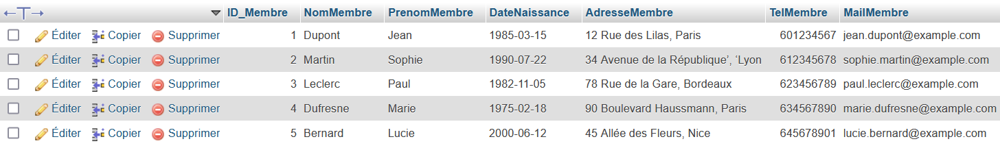 ID_Membre NomMembre PrenomMembre DateNaissance AdresseMembre TelMembre MailMembre
Éditer Copier Supprimer 1 Dupont Jean 1985-03-15 12 Rue des Lilas, Paris 601234567 jean.dupont@example.com
Éditer Copier Supprimer 2 Martin Sophie 1990-07-22 34 Avenue de la République’, ‘Lyon 612345678 sophie.martin@example.com
Éditer Copier Supprimer 3 Leclerc Paul 1982-11-05 78 Rue de la Gare, Bordeaux 623456789 paul.leclerc@example.com
Éditer Copier Supprimer 4 Dufresne Marie 1975-02-18 90 Boulevard Haussmann, Paris 634567890 marie.dufresne@example.com
Éditer Copier Supprimer 5 Bernard Lucie 2000-06-12 45 Allée des Fleurs, Nice 645678901 lucie.bernard@example.com